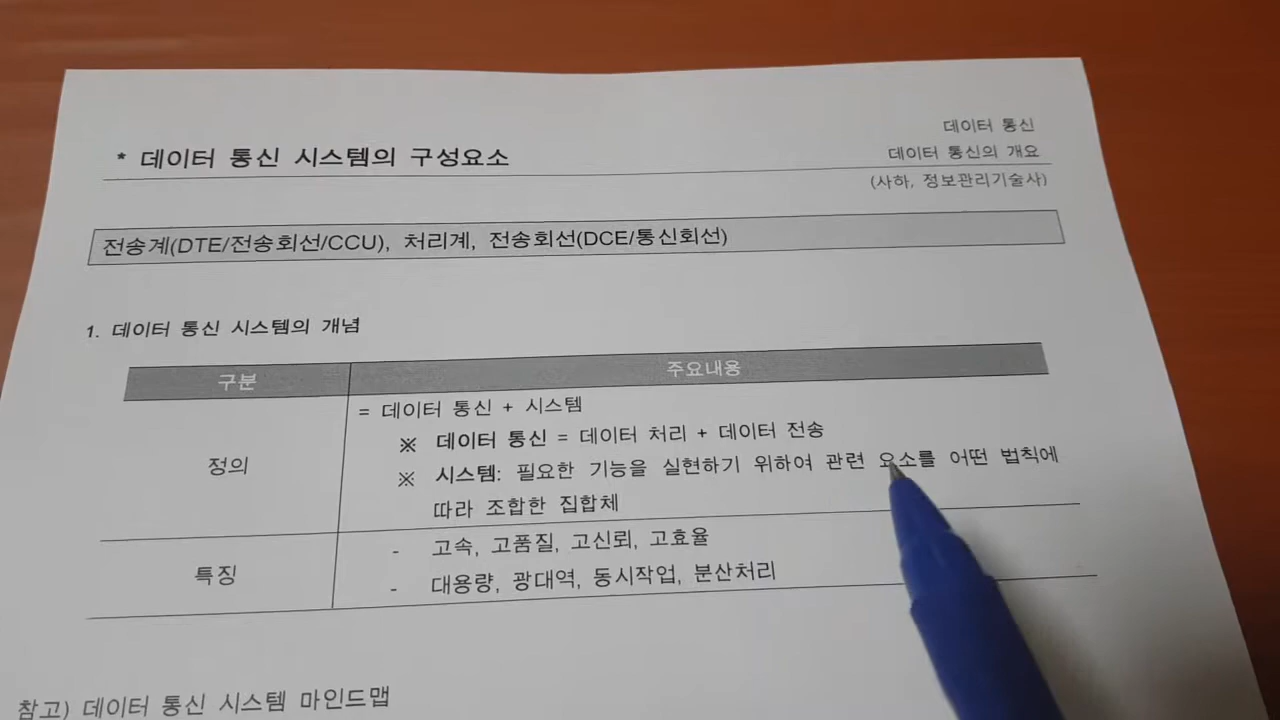 데이터 통신
* 데이터 통신 시스템의 구성요소
데이터 통신의 개요
(사하, 정보관리기술사)
전송계(DTE/전송회선/CCU), 처리계, 전송회선(DCE/통신회선)
1. 데이터 통신 시스템의 개념
구분 주요내용
정의
= 데이터 통신 + 시스템
※ 데이터 통신 = 데이터 처리 + 데이터 전송
※ 시스템: 필요한 기능을 실현하기 위하여 관련 요소를 어떤 법칙에
따라 조합한 집합체
특징
- 고속, 고품질, 고신뢰, 고효율
- 대용량, 광대역, 동시작업, 분산처리
참고) 데이터 통신 시스템 마인드맵